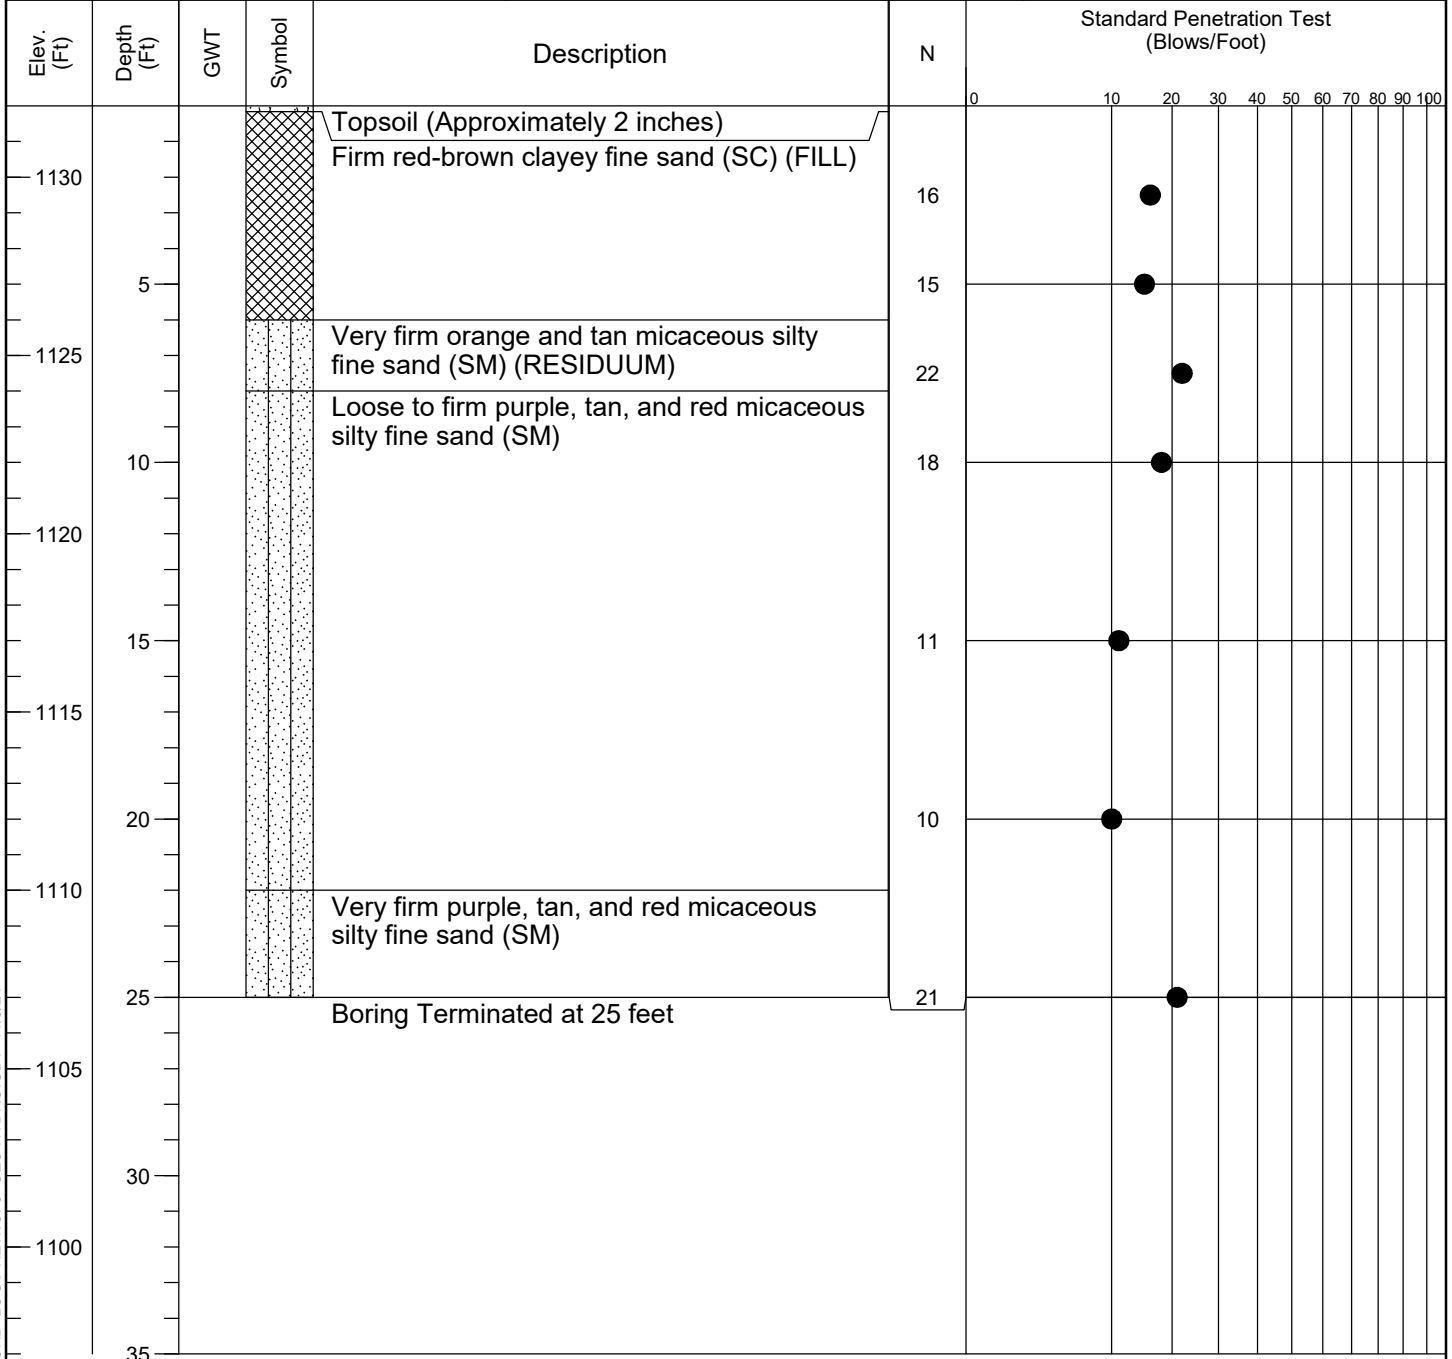 Elev.
(Ft)
Depth
(Ft)
GWT
Symbol
Description
N
Standard Penetration Test
(Blows/Foot)
0 10 20 30 40 50 60 70 80 90 100
Topsoil (Approximately 2 inches)
Firm red-brown clayey fine sand (SC) (FILL)
1130
16
5
15
Very firm orange and tan micaceous silty
fine sand (SM) (RESIDUUM)
1125
22
Loose to firm purple, tan, and red micaceous
silty fine sand (SM)
10
18
1120
15
11
1115
20
10
1110
Very firm purple, tan, and red micaceous
silty fine sand (SM)
25
21
Boring Terminated at 25 feet
1105
30
1100
35